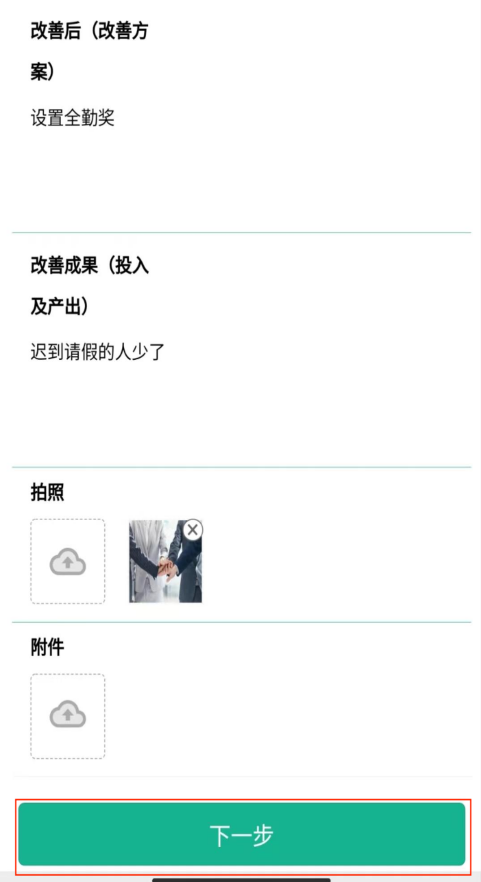 改善后（改善方
案）
设置全勤奖
改善成果（投入
及产出）
迟到请假的人少了
拍照
附件
下一步